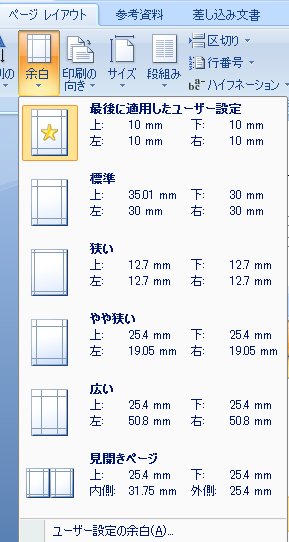 ページ レイアウト 参考資料 差し込み文書
区切り
行番号
ハイフネーション
余白 印刷の向き サイズ 段組み
最後に適用したユーザー設定
上: 10 mm 下: 10 mm
左: 10 mm 右: 10 mm
標準
上: 35.01 mm 下: 30 mm
左: 30 mm 右: 30 mm
狭い
上: 12.7 mm 下: 12.7 mm
左: 12.7 mm 右: 12.7 mm
やや狭い
上: 25.4 mm 下: 25.4 mm
左: 19.05 mm 右: 19.05 mm
広い
上: 25.4 mm 下: 25.4 mm
左: 50.8 mm 右: 50.8 mm
見開きページ
上: 25.4 mm 下: 25.4 mm
内側: 31.75 mm 外側: 25.4 mm
ユーザー設定の余白(A)...